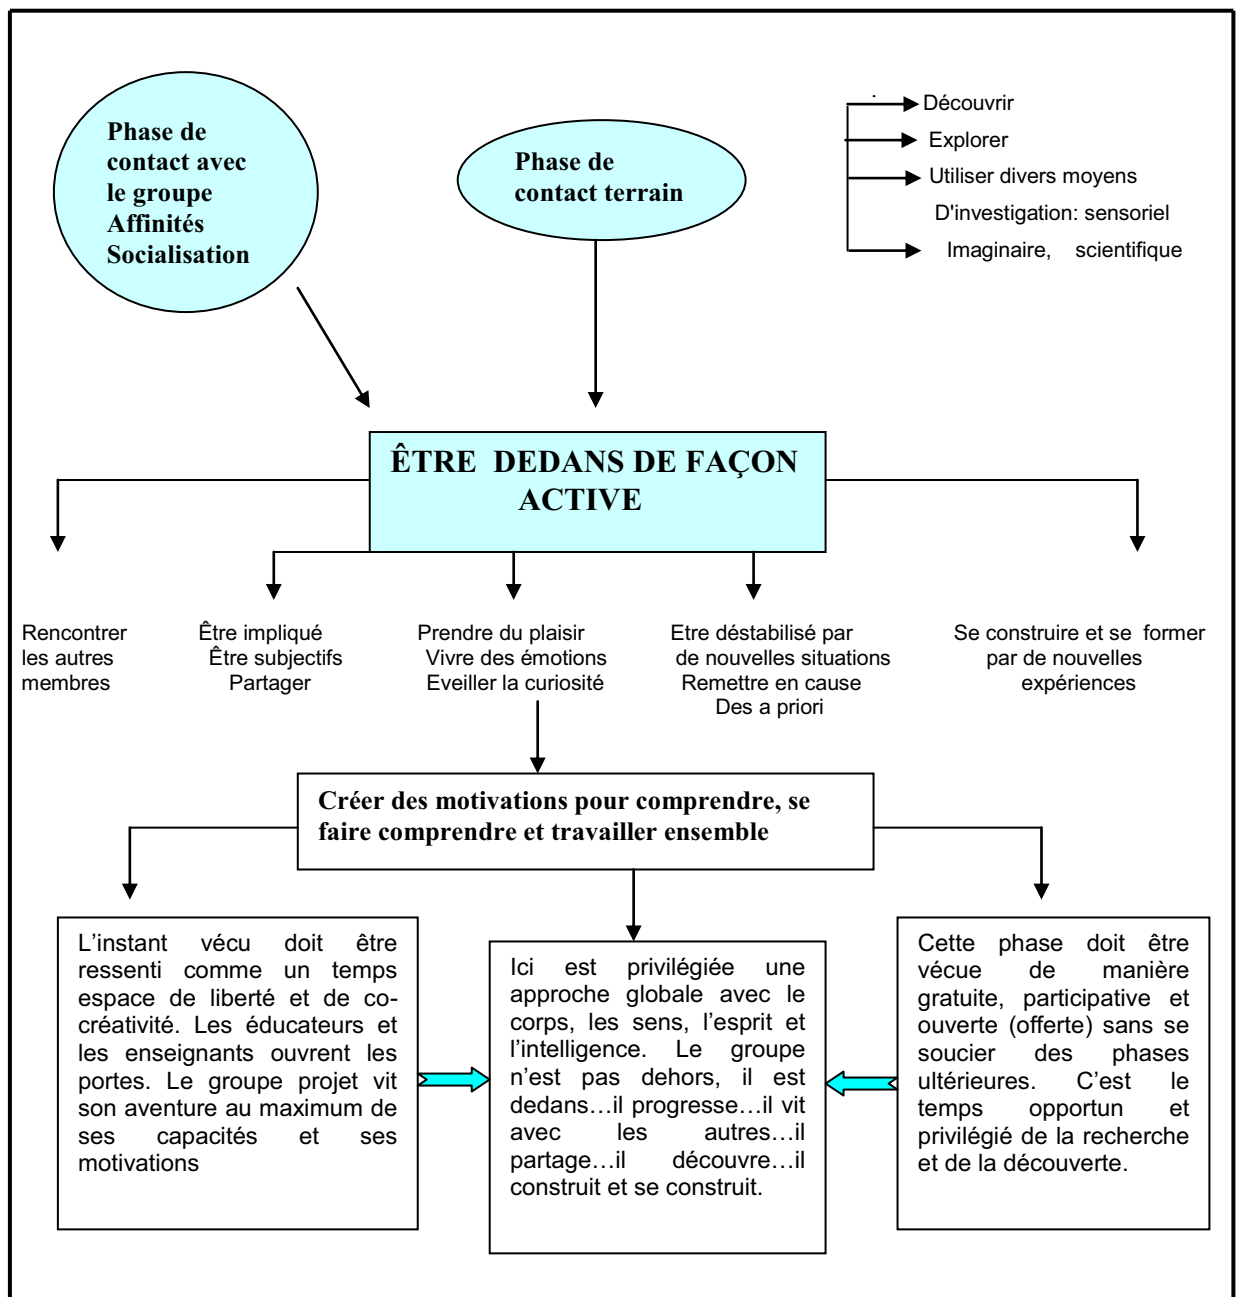 Phase de
contact avec
le groupe
Affinités
Socialisation
Phase de
contact terrain
Découvrir
Explorer
Utiliser divers moyens
D'investigation: sensoriel
Imaginaire, scientifique
ÊTRE DEDANS DE FAÇON
ACTIVE
Rencontrer
les autres
membres
Être impliqué
Être subjectifs
Partager
Prendre du plaisir
Vivre des émotions
Eveiller la curiosité
Etre déstabilisé par
de nouvelles situations
Remettre en cause
Des a priori
Se construire et se former
par de nouvelles
expériences
Créer des motivations pour comprendre, se
faire comprendre et travailler ensemble
L'instant vécu doit être
ressenti comme un temps
espace de liberté et de co-
créativité. Les éducateurs et
les enseignants ouvrent les
portes. Le groupe projet vit
son aventure au maximum de
ses capacités et ses
motivations
Ici est privilégiée une
approche globale avec le
corps, les sens, l'esprit et
l'intelligence. Le groupe
n'est pas dehors, il est
dedans…il progresse…il vit
avec les autres…il
partage…il découvre…il
construit et se construit.
Cette phase doit être
vécue de manière
gratuite, participative et
ouverte (offerte) sans se
soucier des phases
ultérieures. C'est le
temps opportun et
privilégié de la recherche
et de la découverte.